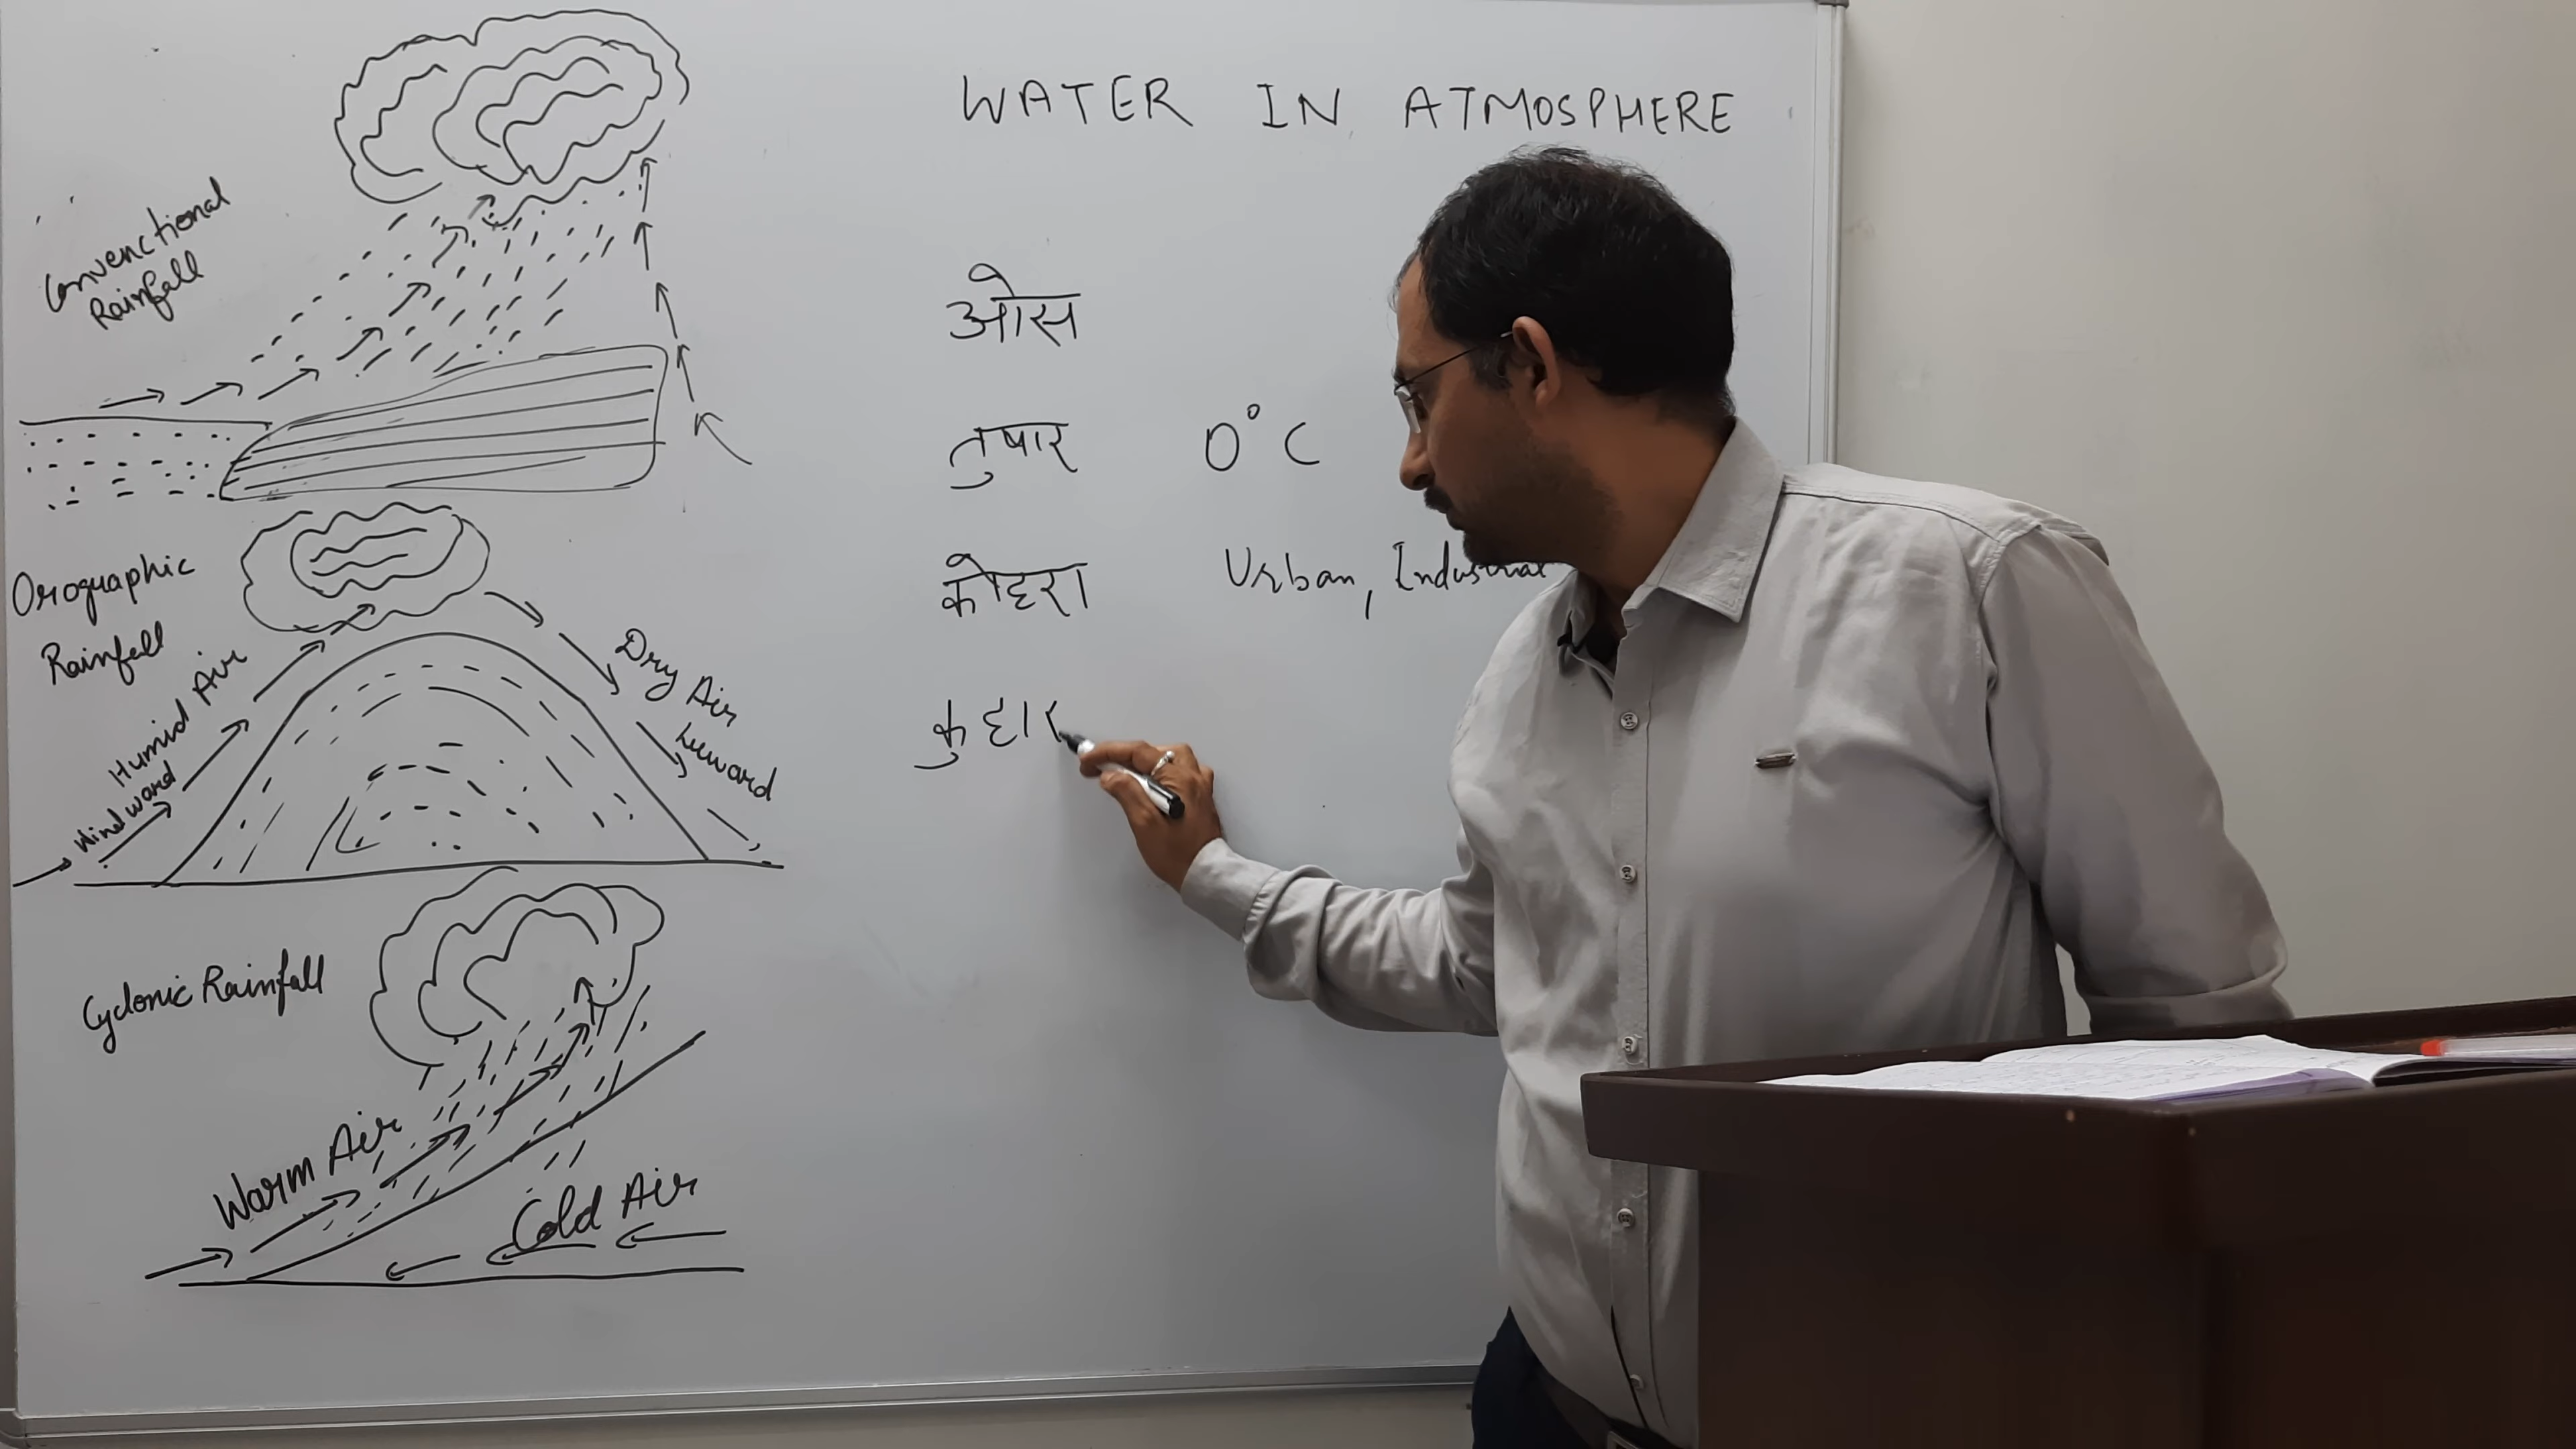 WATER IN ATMOSPHERE
Convenctional
Rainfall
ओस
तुषार 0°C
कोहरा Urban, Industrial
कुहार
Orographic
Rainfall
Humid Air
Windward
Dry Air
Leeward
Cyclonic Rainfall
Warm Air
Cold Air